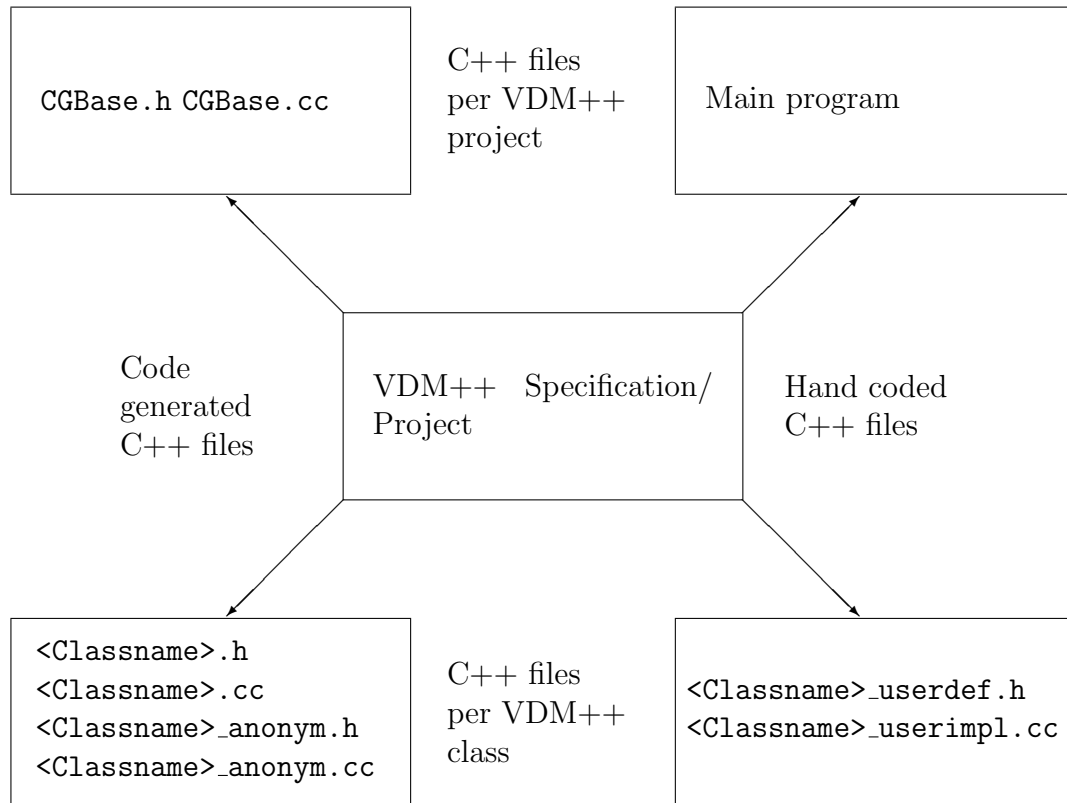 CGBase.h CGBase.cc
C++ files
per VDM++
project
Main program
Code
generated
C++ files
VDM++ Specification/
Project
Hand coded
C++ files
<Classname>.h
<Classname>.cc
<Classname>_anonym.h
<Classname>_anonym.cc
C++ files
per VDM++
class
<Classname>_userdef.h
<Classname>_userimpl.cc